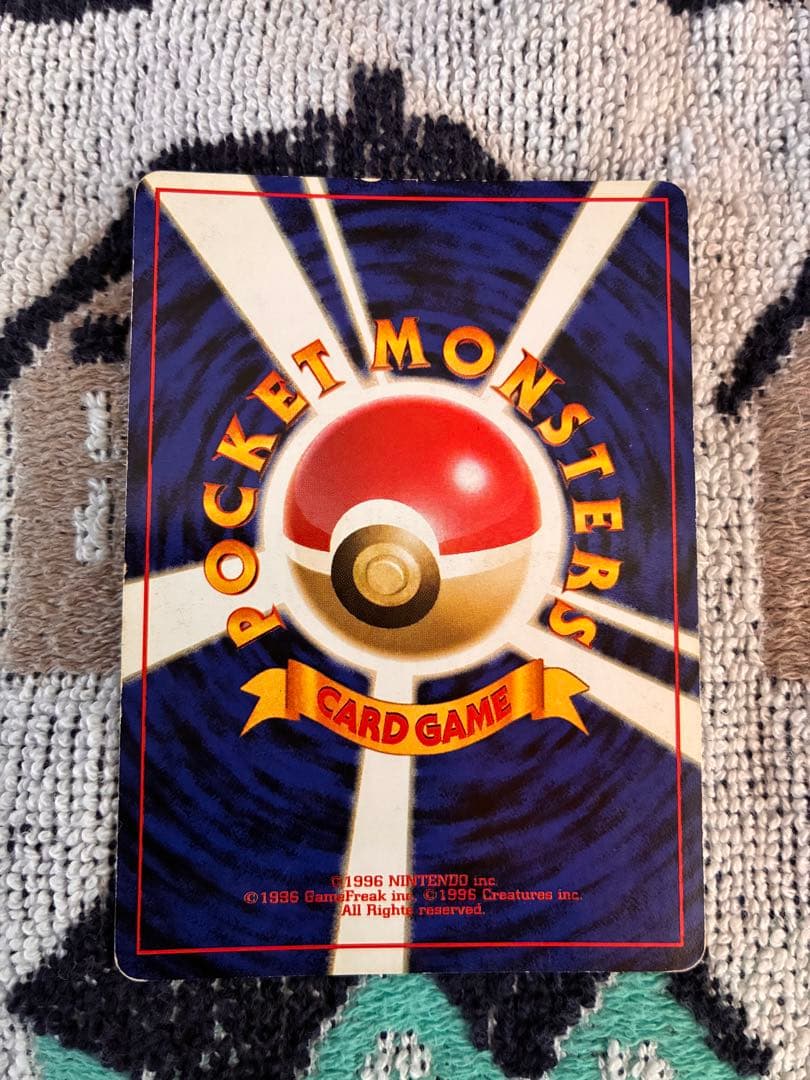 POCKET MONSTERS
CARD GAME
©1996 NINTENDO inc.
©1996 GameFreak inc. ©1996 Creatures inc.
All Rights reserved.